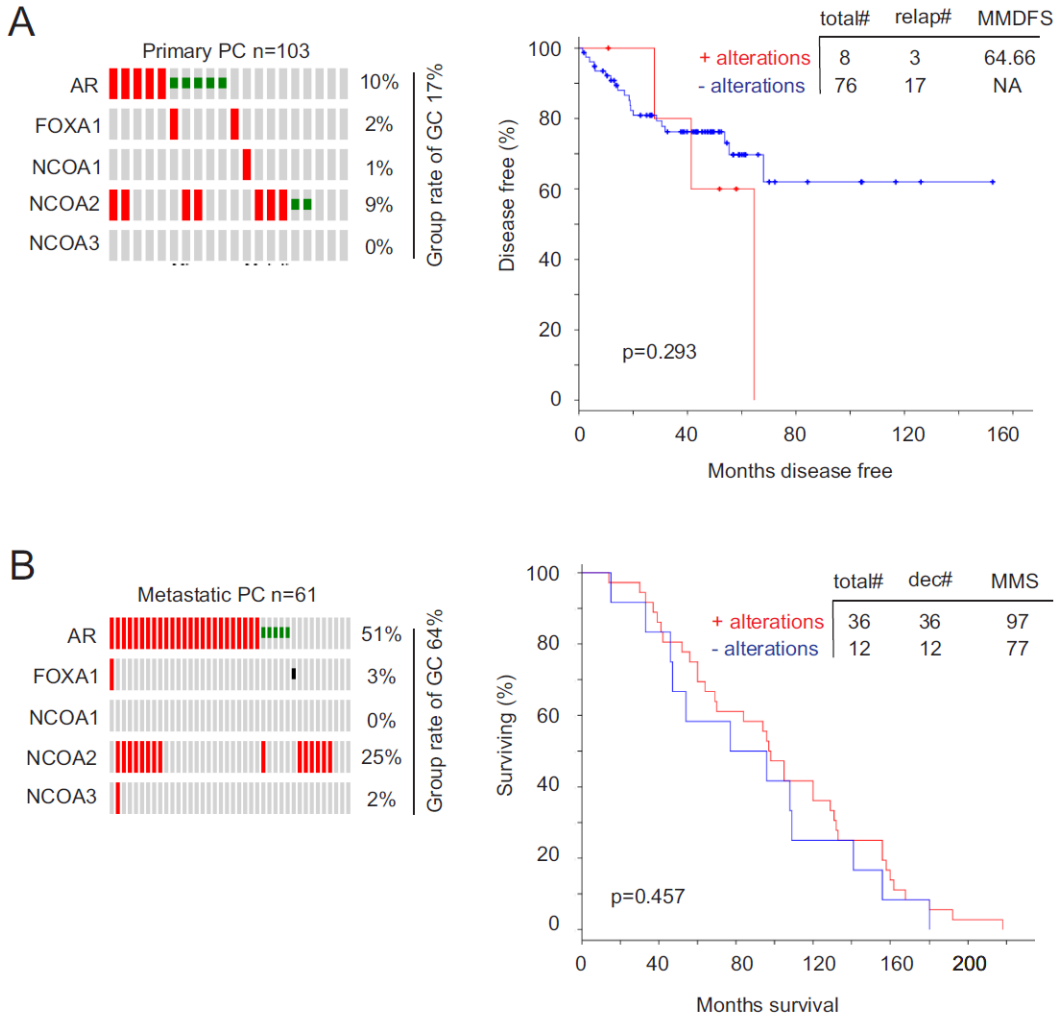 A
Primary PC n=103
AR 10%
FOXA1 2%
NCOA1 1%
NCOA2 9%
NCOA3 0%
Group rate of GC 17%
total# relap# MMDFS
+ alterations 8 3 64.66
- alterations 76 17 NA
Disease free (%)
100
80
60
40
20
0
p=0.293
0 40 80 120 160
Months disease free
B
Metastatic PC n=61
AR 51%
FOXA1 3%
NCOA1 0%
NCOA2 25%
NCOA3 2%
Group rate of GC 64%
total# dec# MMS
+ alterations 36 36 97
- alterations 12 12 77
Surviving (%)
100
80
60
40
20
0
p=0.457
0 40 80 120 160 200
Months survival